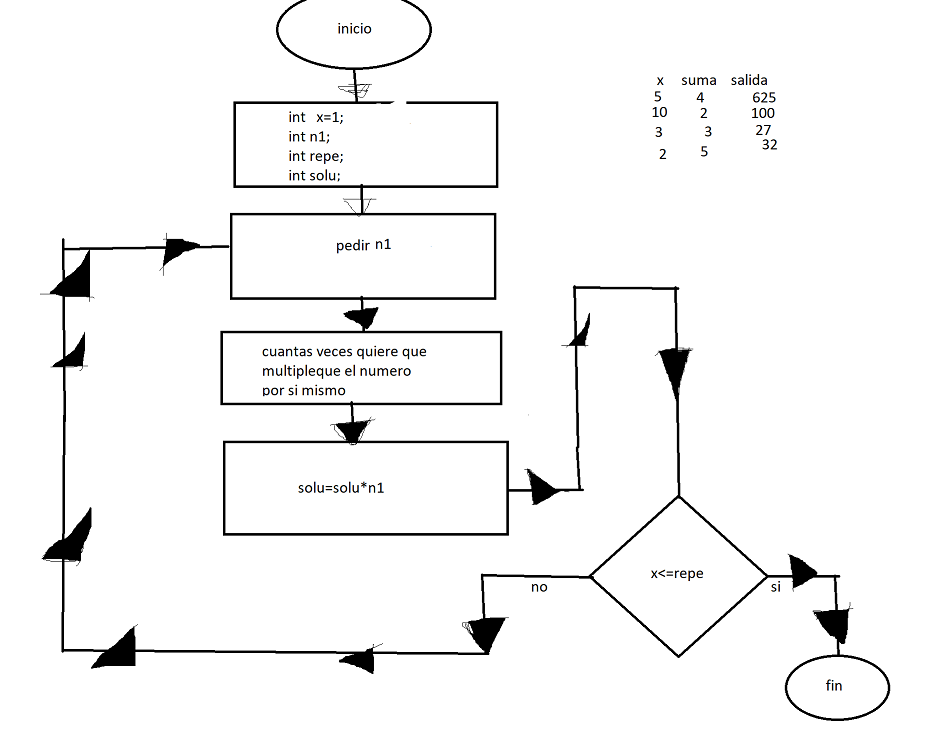 inicio
int x=1;
int n1;
int repe;
int solu;
pedir n1
cuantas veces quiere que
multipleque el numero
por si mismo
solu=solu*n1
x<=repe
no
si
fin
x suma salida
5 4 625
10 2 100
3 3 27
2 5 32